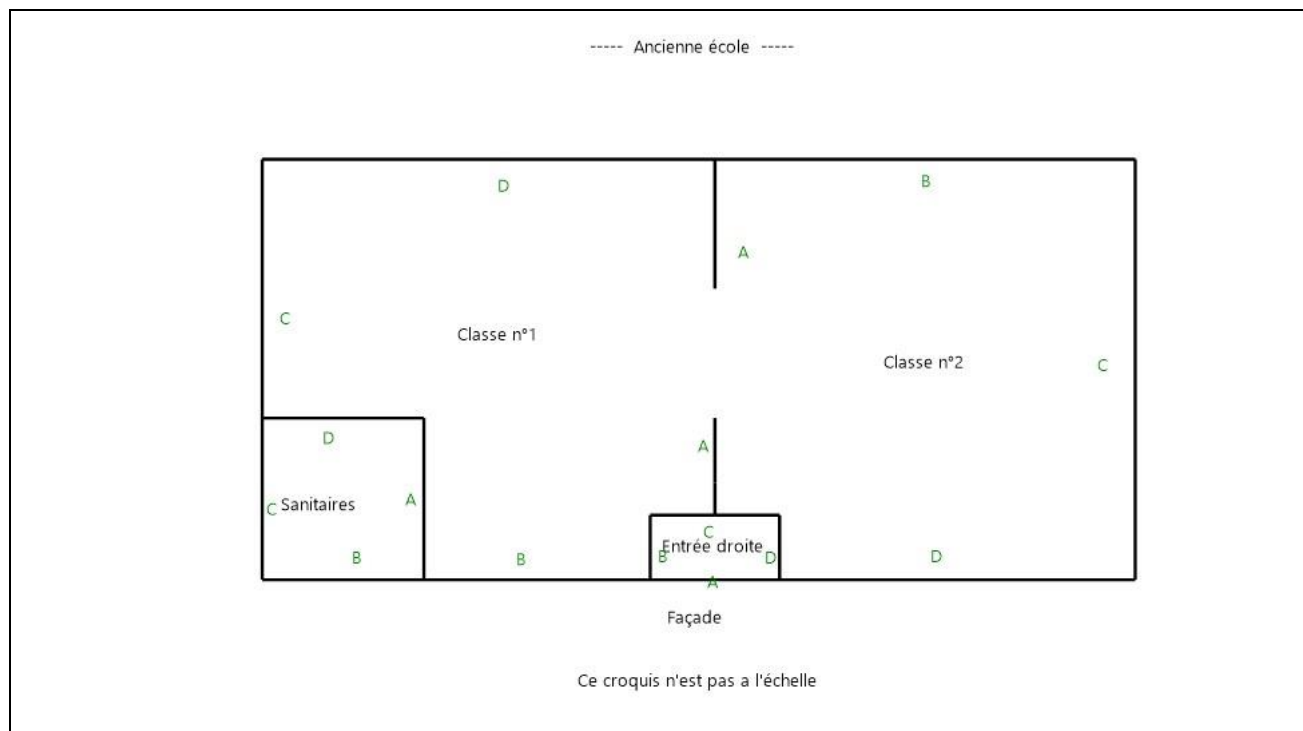 ----- Ancienne école -----
D
B
A
C
Classe n°1
Classe n°2
C
D
A
C
Sanitaires
A
C
Entrée droite
B
B
B
D
D
A
Façade
Ce croquis n'est pas a l'échelle